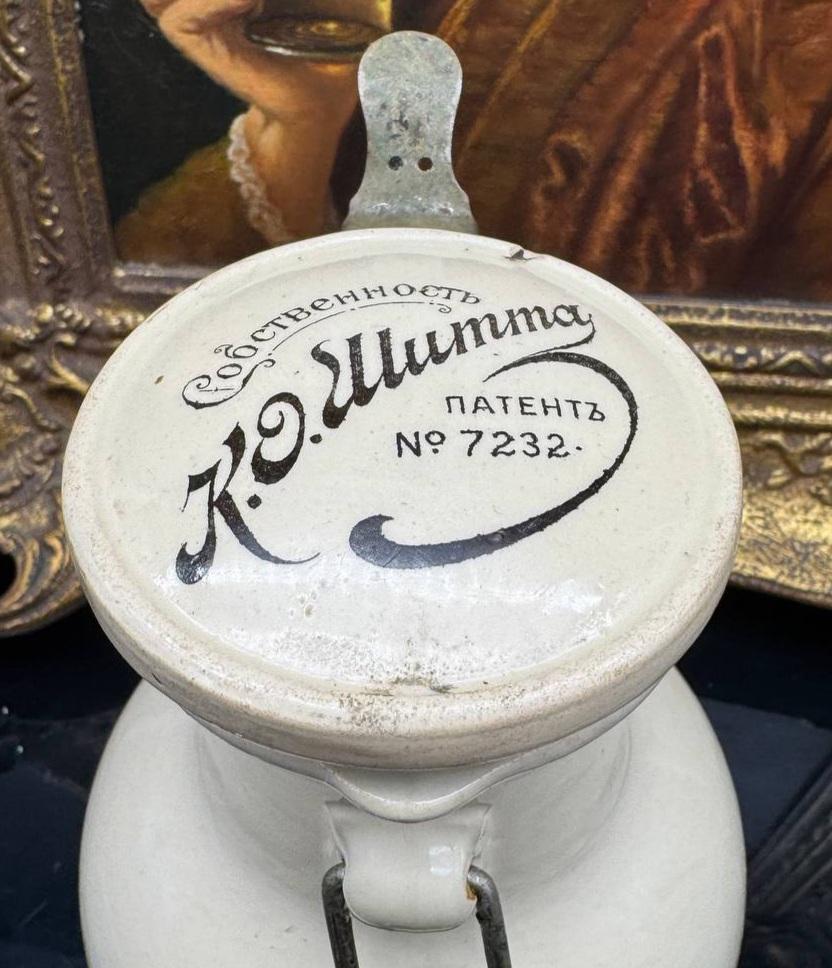 Собственность
К.О. Шитта
ПАТЕНТЪ
№ 7232.